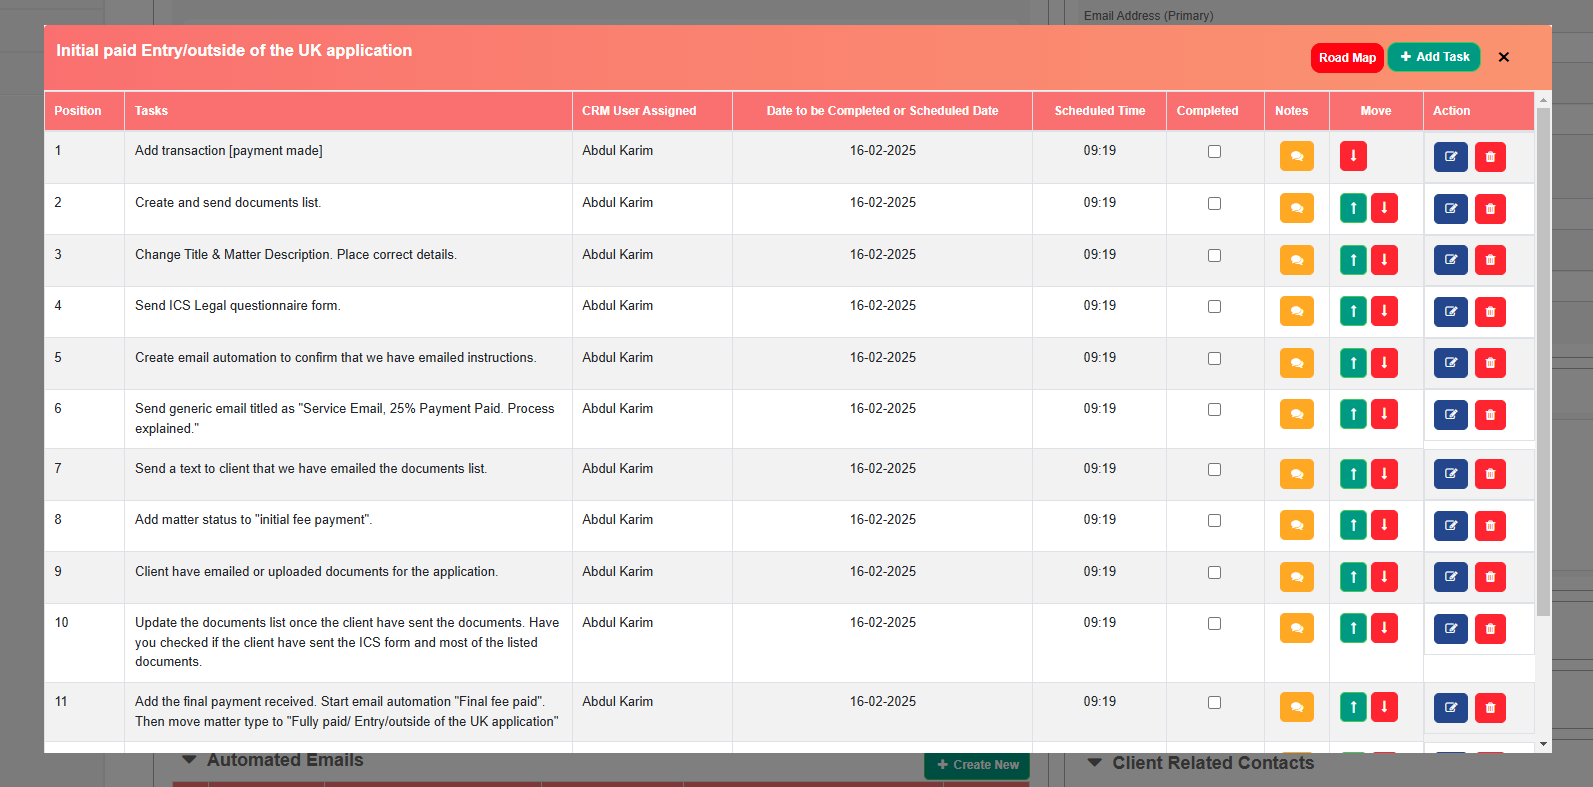 Email Address (Primary)
Initial paid Entry/outside of the UK application
Road Map
Add Task
Position Tasks CRM User Assigned Date to be Completed or Scheduled Date Scheduled Time Completed Notes Move Action
1 Add transaction [payment made] Abdul Karim 16-02-2025 09:19
2 Create and send documents list. Abdul Karim 16-02-2025 09:19
3 Change Title & Matter Description. Place correct details. Abdul Karim 16-02-2025 09:19
4 Send ICS Legal questionnaire form. Abdul Karim 16-02-2025 09:19
5 Create email automation to confirm that we have emailed instructions. Abdul Karim 16-02-2025 09:19
6 Send generic email titled as "Service Email, 25% Payment Paid. Process Abdul Karim 16-02-2025 09:19
explained."
7 Send a text to client that we have emailed the documents list. Abdul Karim 16-02-2025 09:19
8 Add matter status to "initial fee payment". Abdul Karim 16-02-2025 09:19
9 Client have emailed or uploaded documents for the application. Abdul Karim 16-02-2025 09:19
10 Update the documents list once the client have sent the documents. Have Abdul Karim 16-02-2025 09:19
you checked if the client have sent the ICS form and most of the listed
documents.
11 Add the final payment received. Start email automation "Final fee paid". Abdul Karim 16-02-2025 09:19
Then move matter type to "Fully paid/ Entry/outside of the UK application"
Automated Emails
Create New
Client Related Contacts